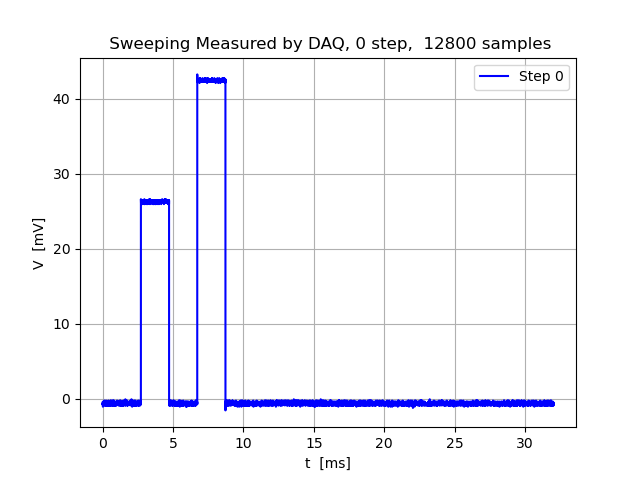 Sweeping Measured by DAQ, 0 step,  12800 samples
Step 0
V  [mV]
40
30
20
10
0
0 5 10 15 20 25 30
t  [ms]